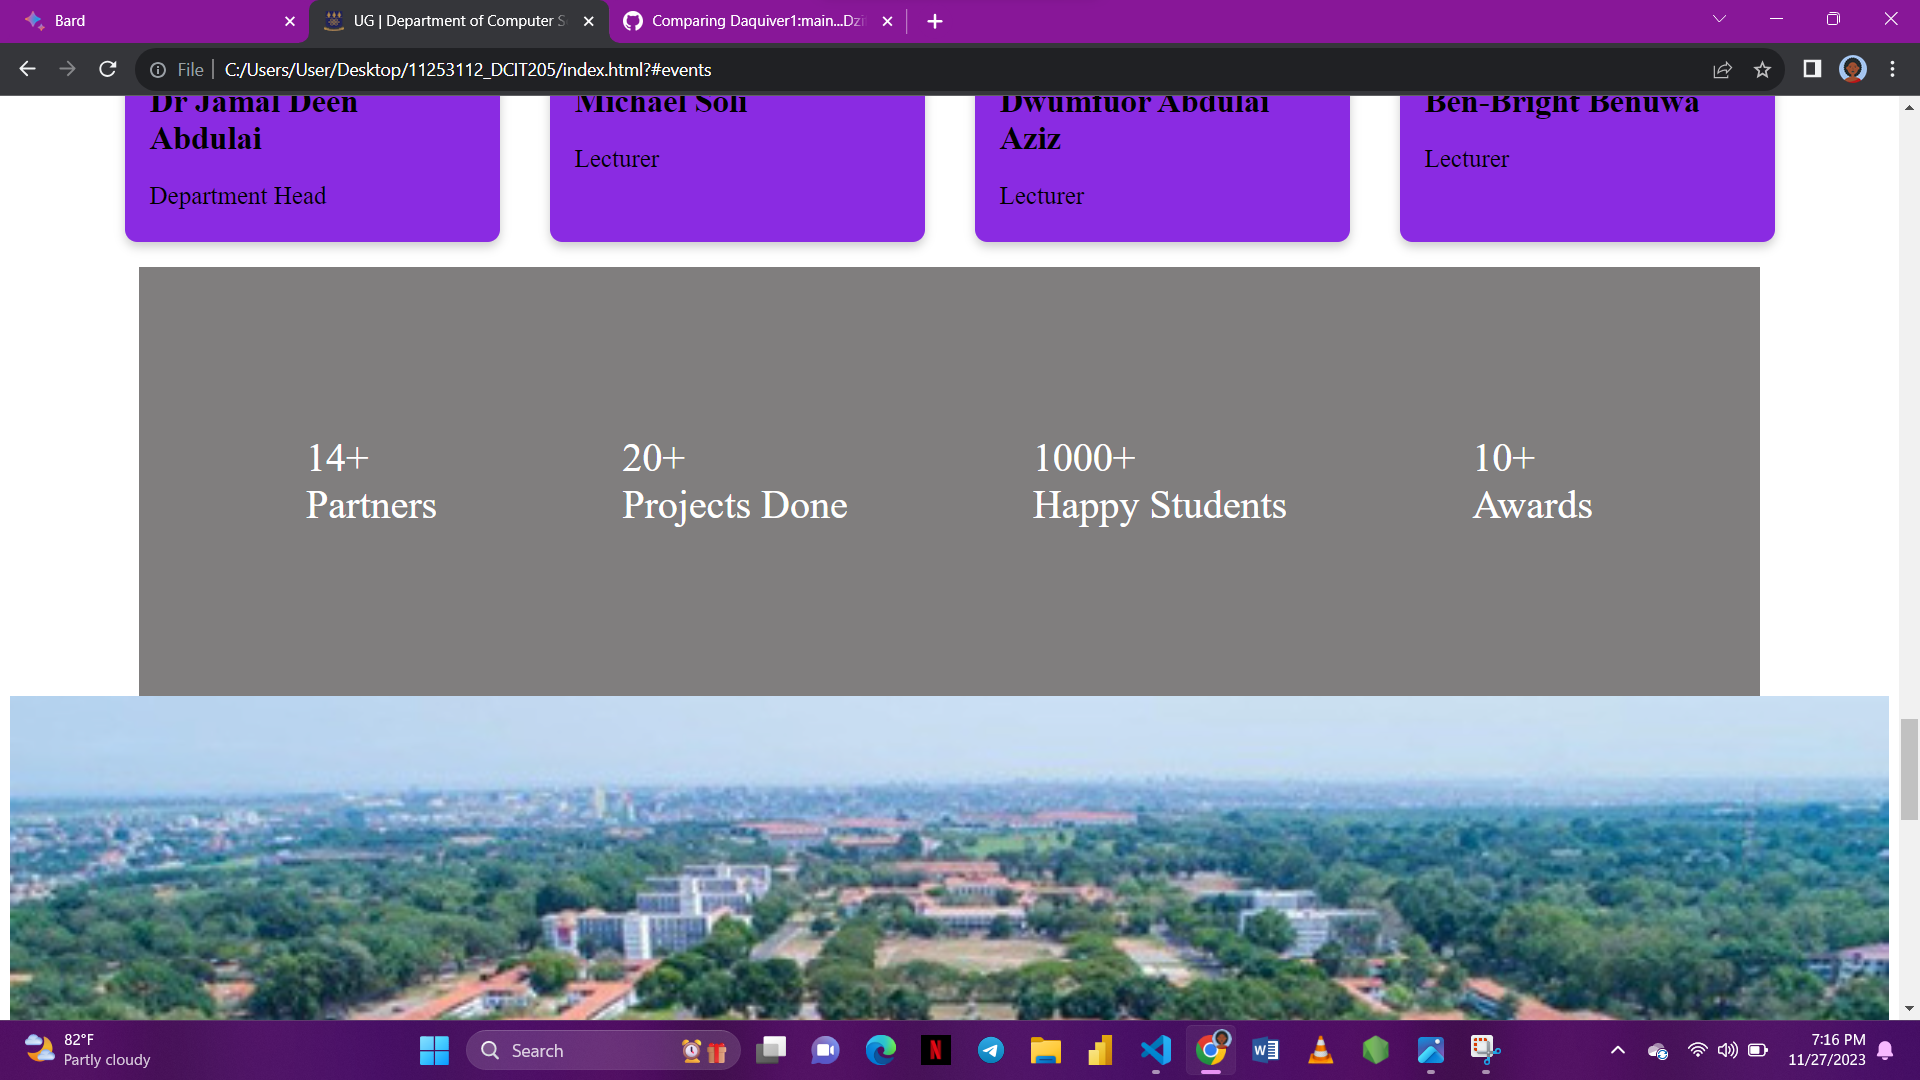 Bard
UG | Department of Computer S
Comparing Daquiver1:main...Dzi
File
C:/Users/User/Desktop/11253112_DCIT205/index.html?#events
Dr Jamal Deen
Abdulai
Department Head
Michael Soli
Lecturer
Dwumfuor Abdulai
Aziz
Lecturer
Ben-Bright Benuwa
Lecturer
14+
Partners
20+
Projects Done
1000+
Happy Students
10+
Awards
82°F
Partly cloudy
Search
N
W
7:16 PM
11/27/2023